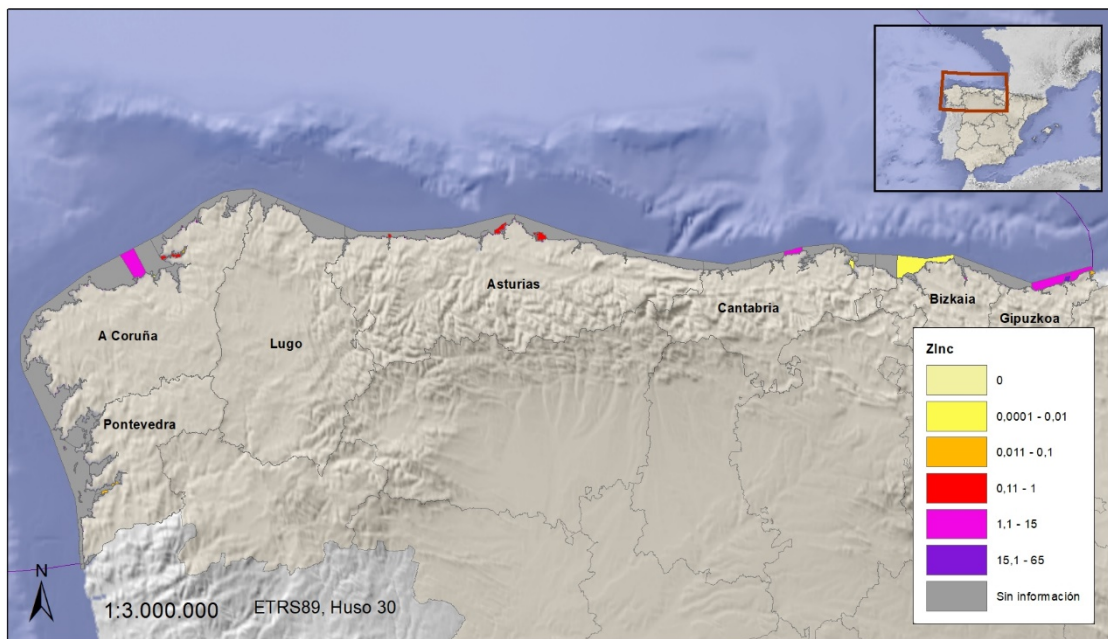 Asturias
Cantabria
Bizkaia
Gipuzkoa
A Coruña
Lugo
Pontevedra
ZInc
0
0,0001 - 0,01
0,011 - 0,1
0,11 - 1
1,1 - 15
15,1 - 65
Sin información
N
1:3.000.000
ETRS89, Huso 30